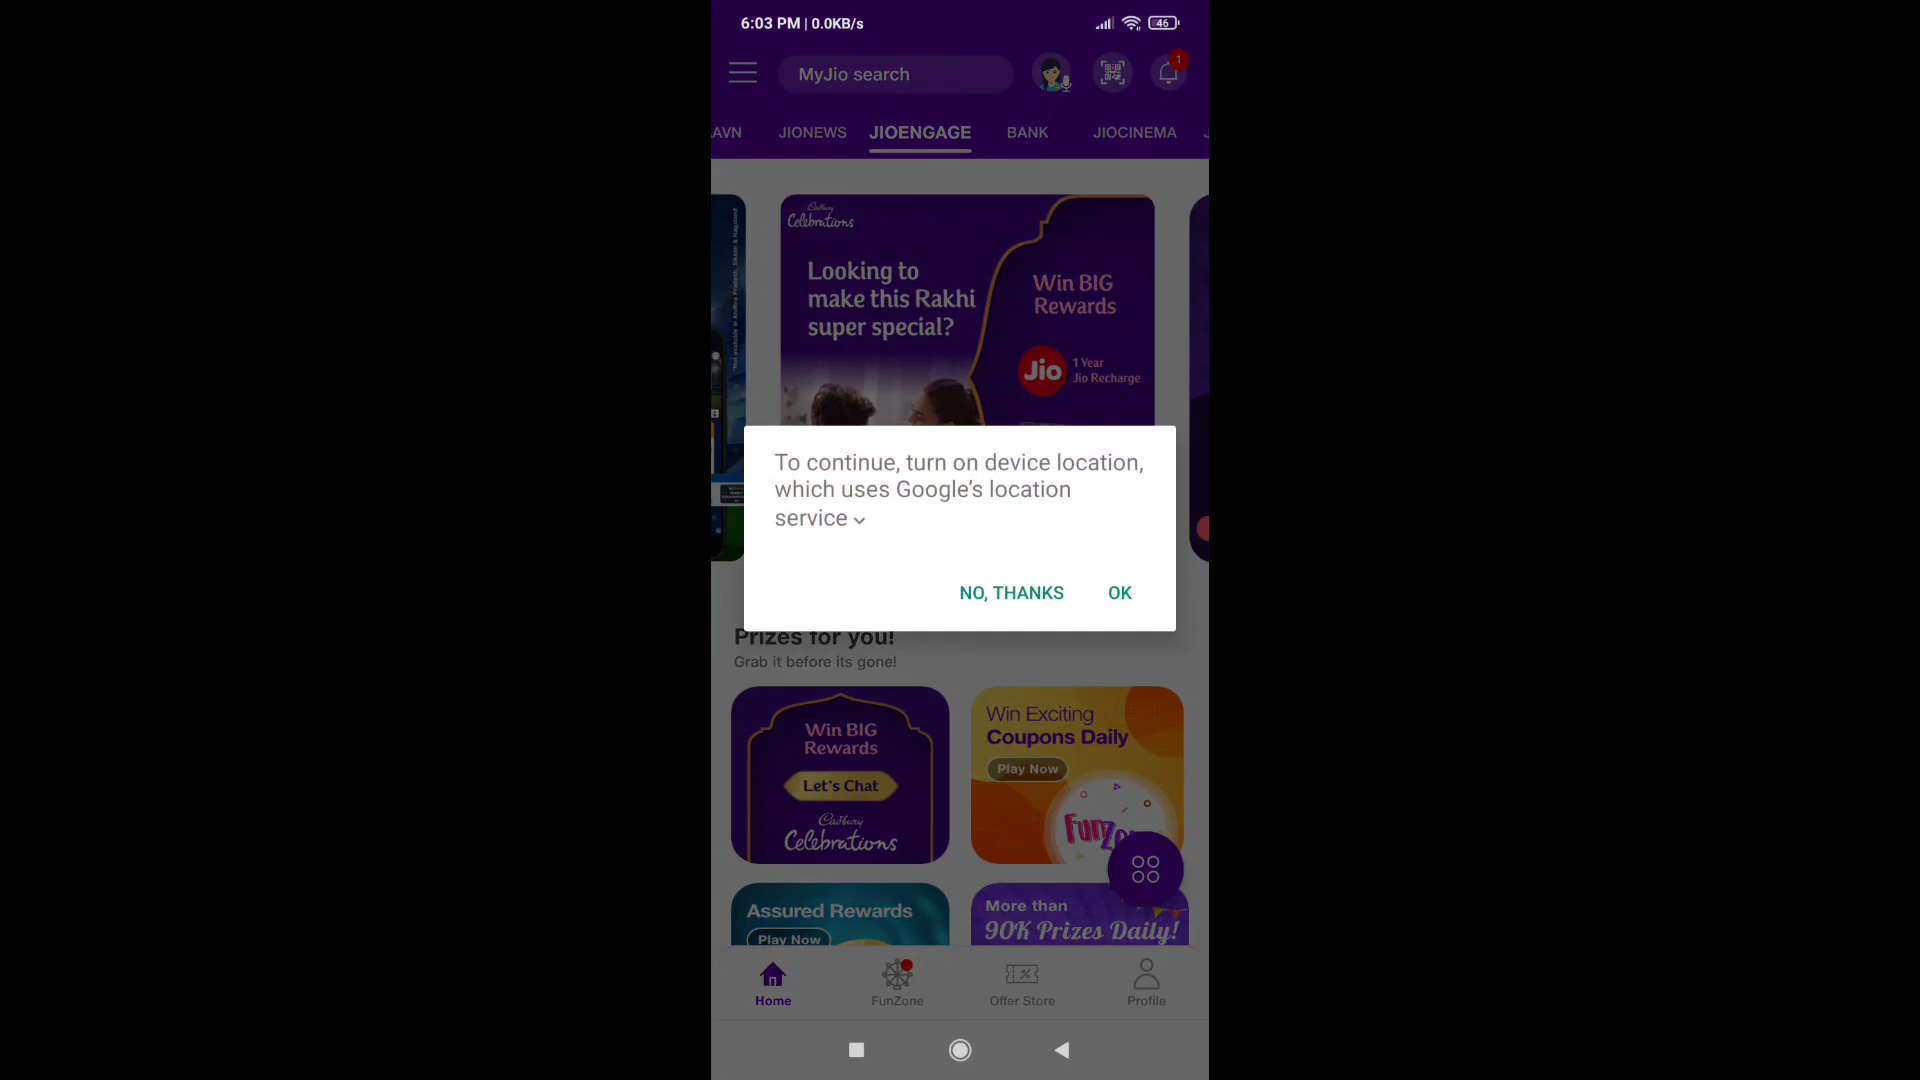 6:03 PM | 0.0KB/s
46
MyJio search
1
AVN JIONEWS JIOENGAGE BANK JIOCINEMA J
Cadbury
Celebrations
Looking to
make this Rakhi
super special?
Win BIG
Rewards
Jio
1 Year
Jio Recharge
To continue, turn on device location,
which uses Google’s location
service
NO, THANKS OK
Prizes for you!
Grab it before its gone!
Win BIG
Rewards
Let's Chat
Cadbury
Celebrations
Win Exciting
Coupons Daily
Play Now
FunZo
Assured Rewards
Play Now
More than
90K Prizes Daily!
Home FunZone Offer Store Profile